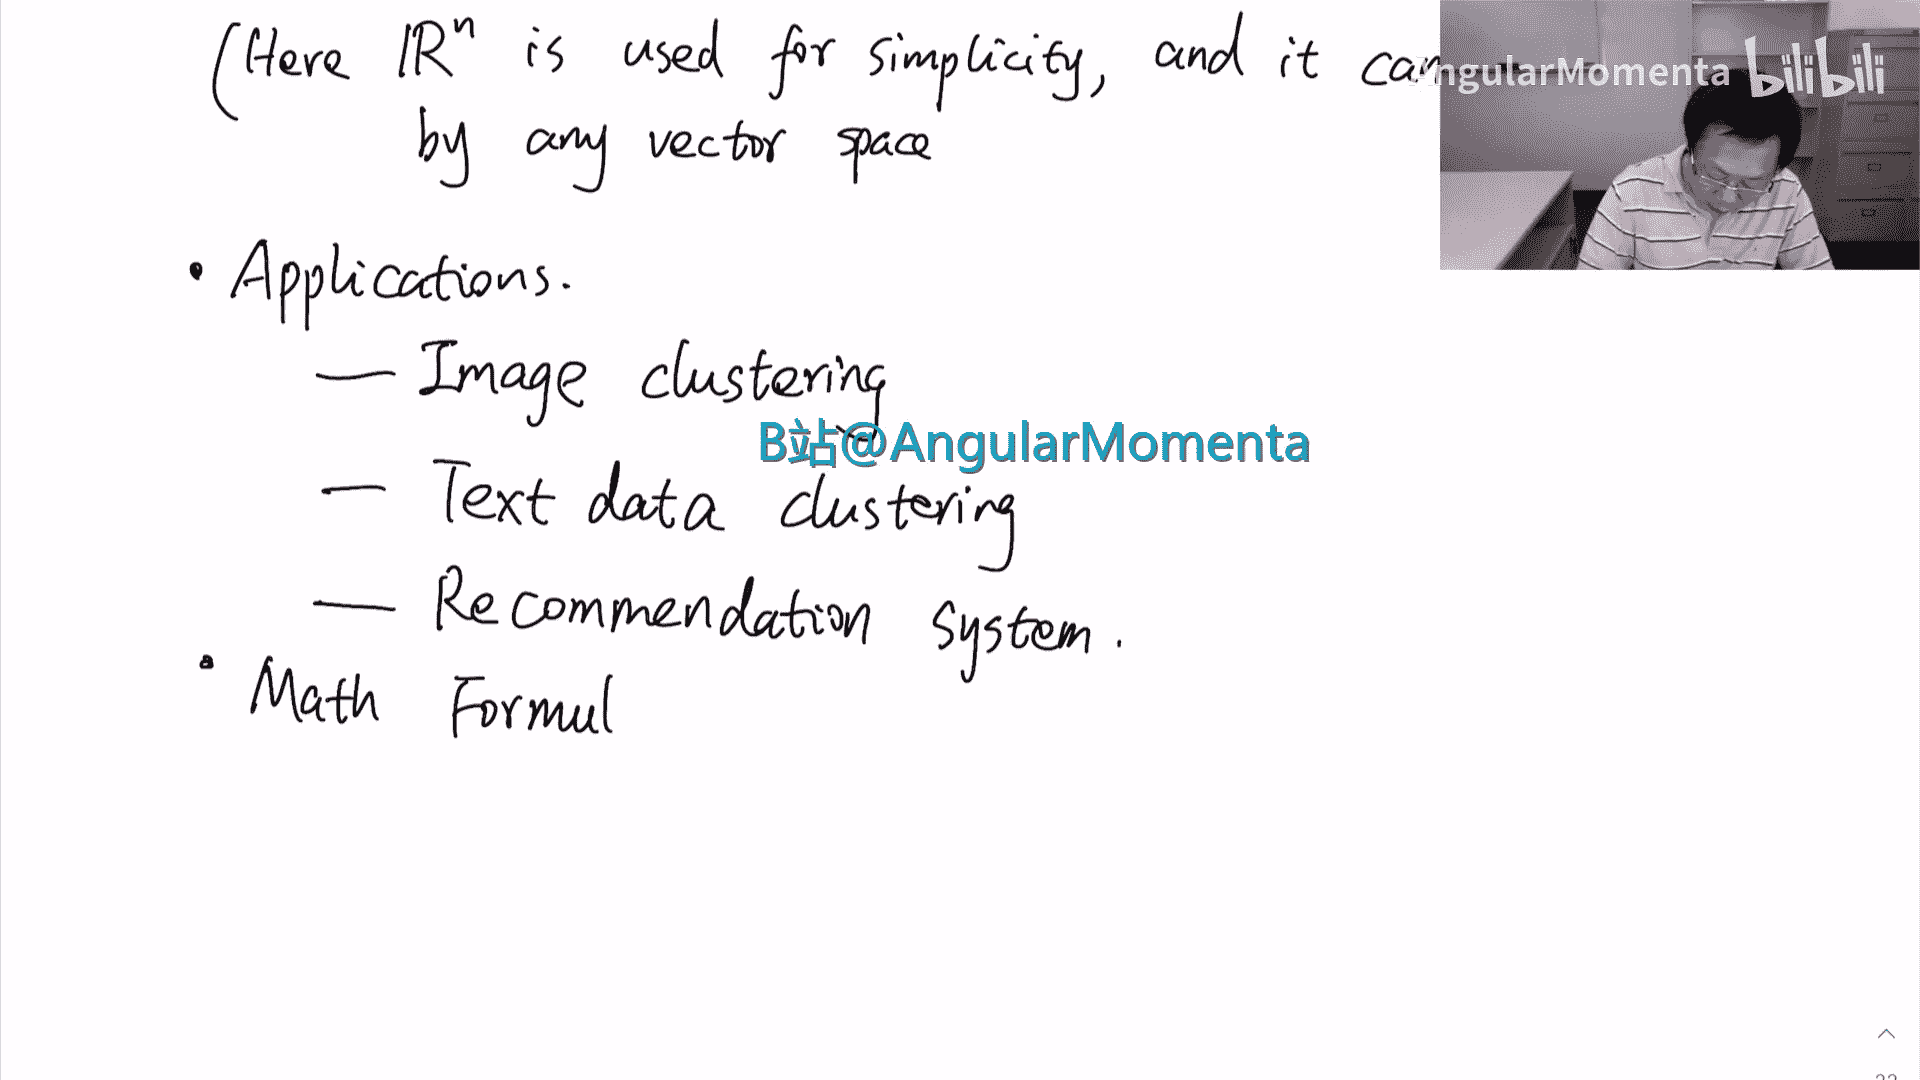 (Here ℝⁿ is used for simplicity, and it can
AngularMomenta bilibili
by any vector space
• Applications.
— Image clustering
B站@AngularMomenta
— Text data clustering
— Recommendation system.
• Math Formul